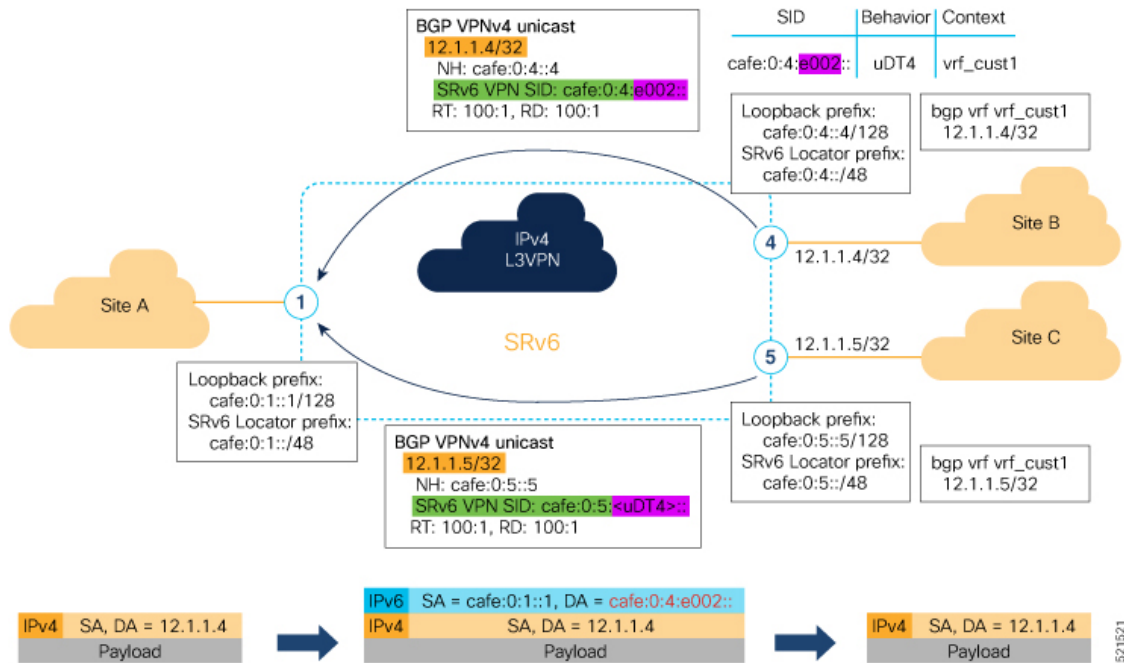 BGP VPNv4 unicast
12.1.1.4/32
NH: cafe:0:4::4
SRv6 VPN SID: cafe:0:4:e002::
RT: 100:1, RD: 100:1
SID Behavior Context
cafe:0:4:e002:: uDT4 vrf_cust1
Loopback prefix:
cafe:0:4::4/128
SRv6 Locator prefix:
cafe:0:4::/48
bgp vrf vrf_cust1
12.1.1.4/32
IPv4
L3VPN
4
12.1.1.4/32
Site B
Site A
1
SRv6
5
12.1.1.5/32
Site C
Loopback prefix:
cafe:0:1::1/128
SRv6 Locator prefix:
cafe:0:1::/48
BGP VPNv4 unicast
12.1.1.5/32
NH: cafe:0:5::5
SRv6 VPN SID: cafe:0:5:<uDT4>::
RT: 100:1, RD: 100:1
Loopback prefix:
cafe:0:5::5/128
SRv6 Locator prefix:
cafe:0:5::/48
bgp vrf vrf_cust1
12.1.1.5/32
IPv4 SA, DA = 12.1.1.4
Payload
IPv6 SA = cafe:0:1::1, DA = cafe:0:4:e002::
IPv4 SA, DA = 12.1.1.4
Payload
IPv4 SA, DA = 12.1.1.4
Payload
521521